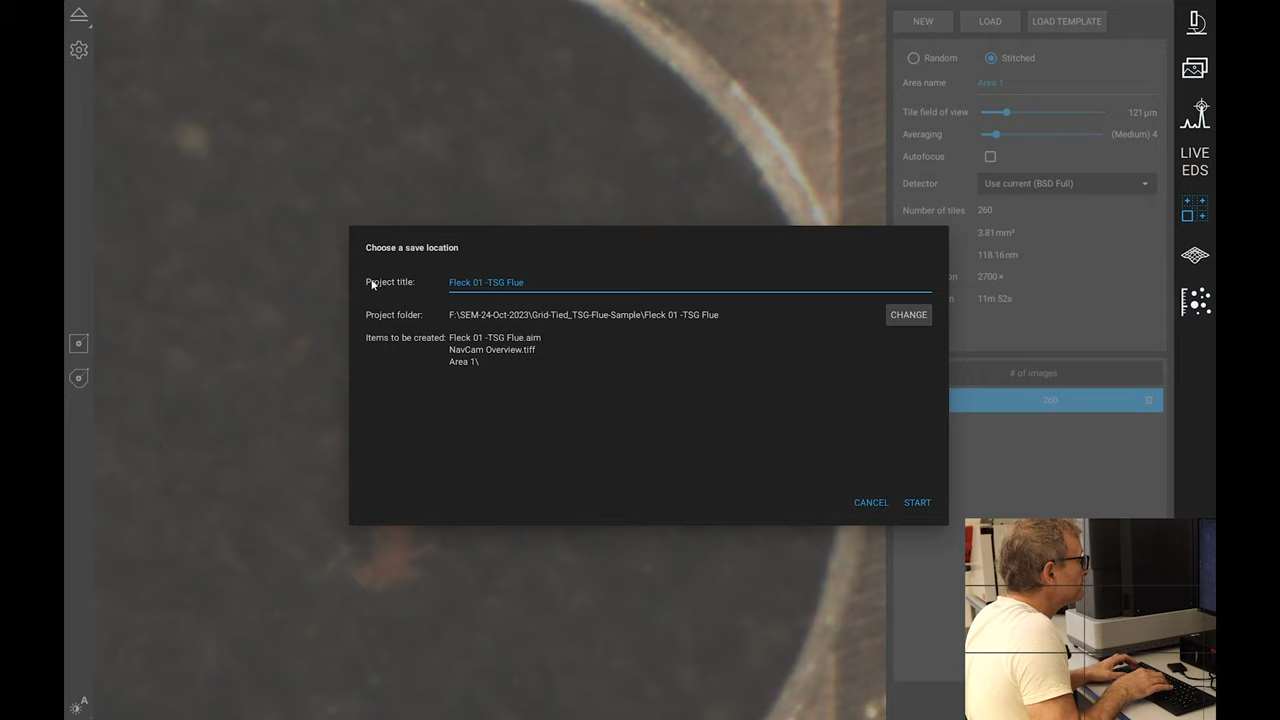 NEW LOAD LOAD TEMPLATE
Random Stitched
Area name Area 1
Tile field of view 121 μm
Averaging (Medium) 4
Autofocus
Detector Use current (BSD Full)
Number of tiles 260
3.81 mm²
118.16 nm
2700 ×
11m 52s
# of images
260
LIVE
EDS
Choose a save location
Project title: Fleck 01 -TSG Flue
Project folder: F:\SEM-24-Oct-2023\Grid-Tied_TSG-Flue-Sample\Fleck 01 -TSG Flue CHANGE
Items to be created: Fleck 01 -TSG Flue.aim
NavCam Overview.tiff
Area 1\
CANCEL START
A